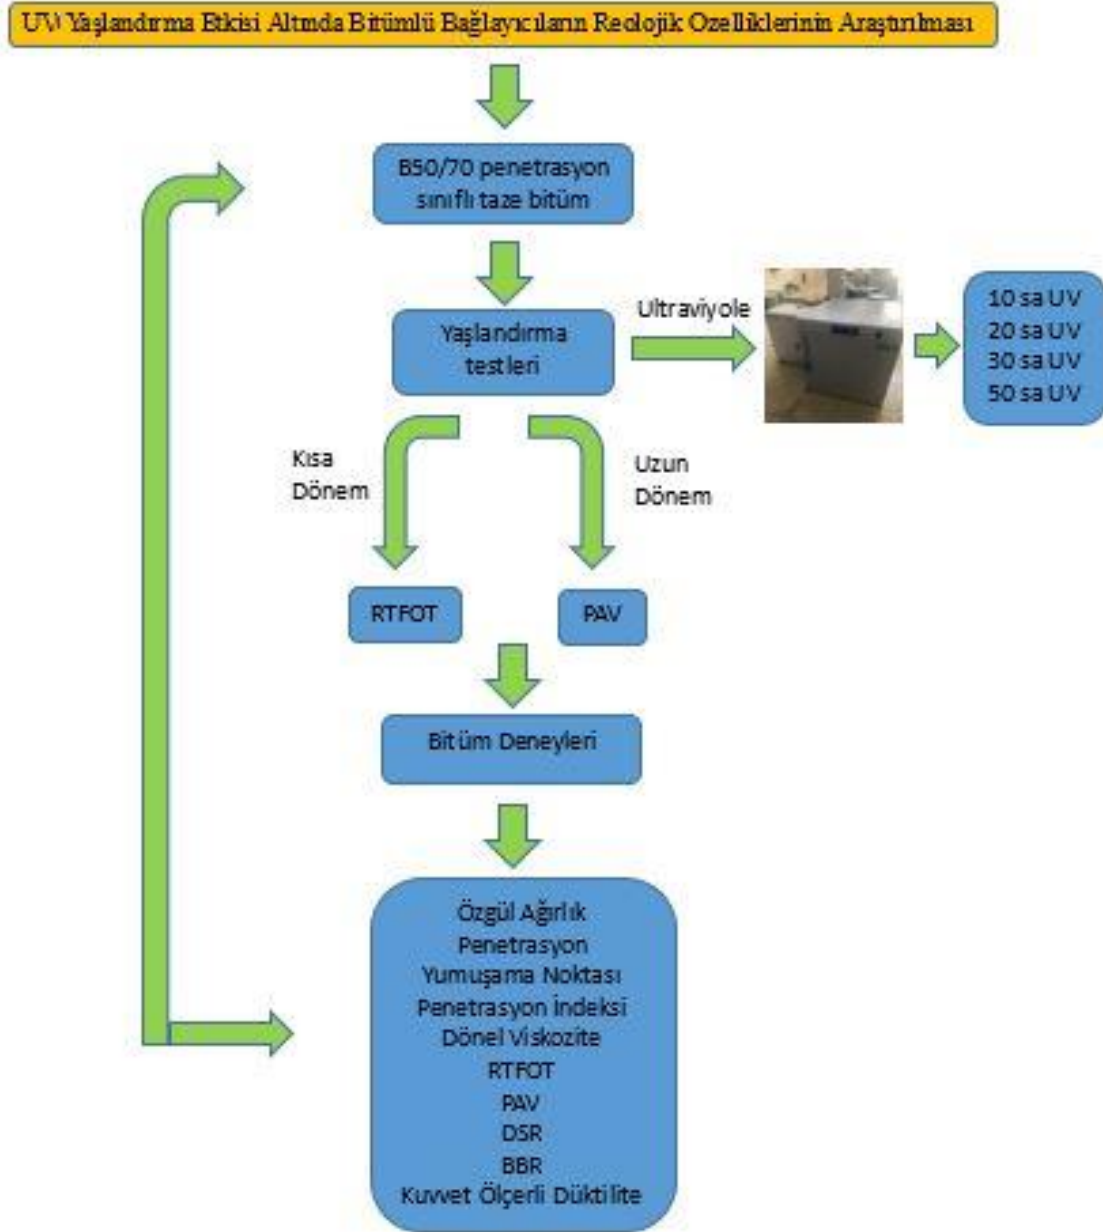 UV Yaşlandırma Etkisi Altında Bitümlü Bağlayıcıların Reolojik Özelliklerinin Araştırılması
B50/70 penetrasyon
sınıflı taze bitüm
Yaşlandırma
testleri
Ultraviyole
10 sa UV
20 sa UV
30 sa UV
50 sa UV
Kısa
Dönem
Uzun
Dönem
RTFOT
PAV
Bitüm Deneyleri
Özgül Ağırlık
Penetrasyon
Yumuşama Noktası
Penetrasyon İndeksi
Dönel Viskozite
RTFOT
PAV
DSR
BBR
Kuvvet Ölçerli Düktilite